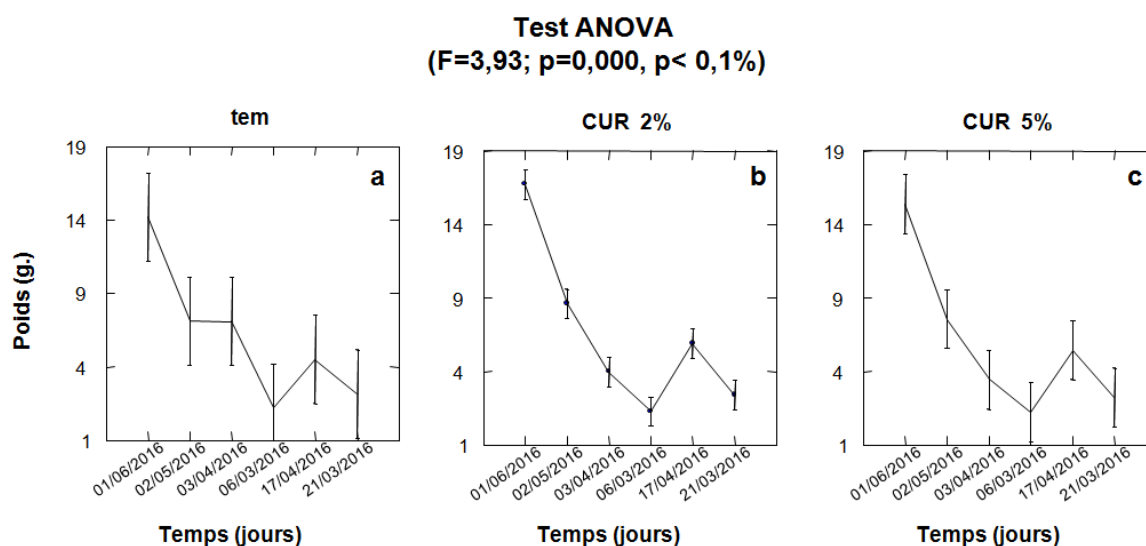 Test ANOVA
(F=3,93; p=0,000, p< 0,1%)
tem
a
19
14
9
4
1
Poids (g.)
01/06/2016
02/05/2016
03/04/2016
06/03/2016
17/04/2016
21/03/2016
Temps (jours)
CUR 2%
b
19
14
9
4
1
01/06/2016
02/05/2016
03/04/2016
06/03/2016
17/04/2016
21/03/2016
Temps (jours)
CUR 5%
c
19
14
9
4
1
01/06/2016
02/05/2016
03/04/2016
06/03/2016
17/04/2016
21/03/2016
Temps (jours)